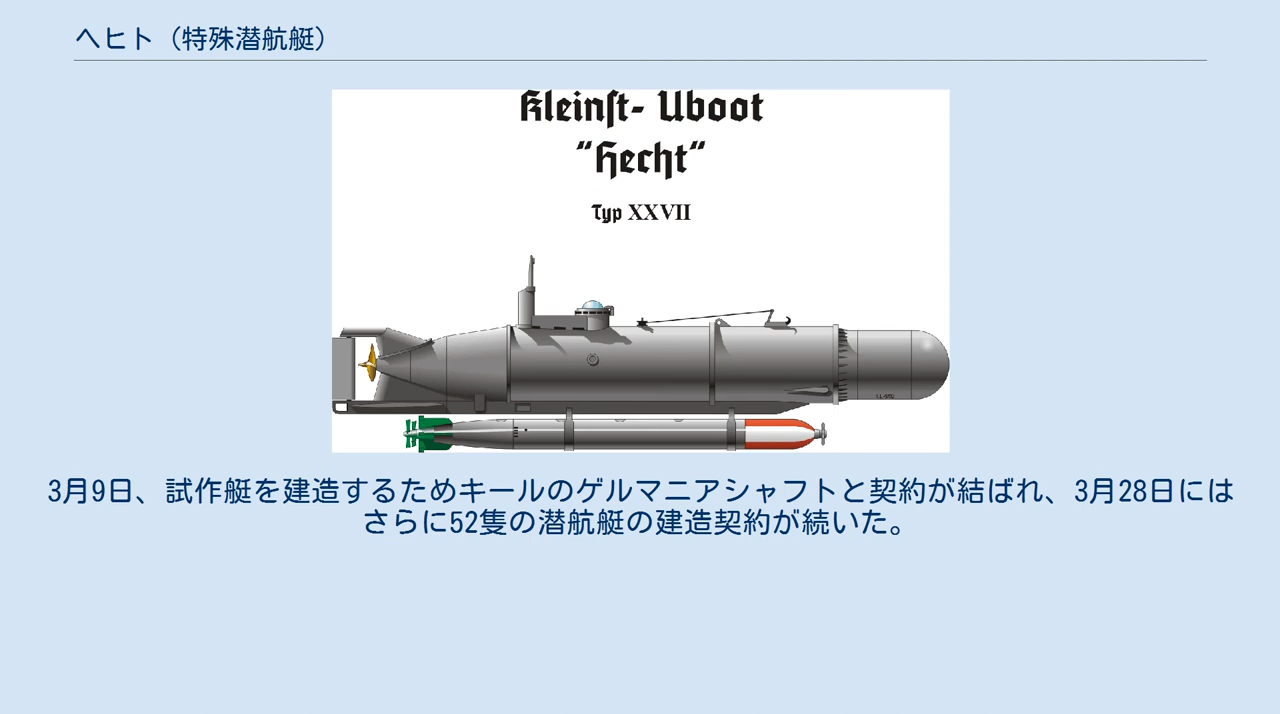 ヘヒト（特殊潜航艇）
Kleinſt- Uboot
“Hecht“
Typ XXVII
3月9日、試作艇を建造するためキールのゲルマニアシャフトと契約が結ばれ、3月28日には
さらに52隻の潜航艇の建造契約が続いた。